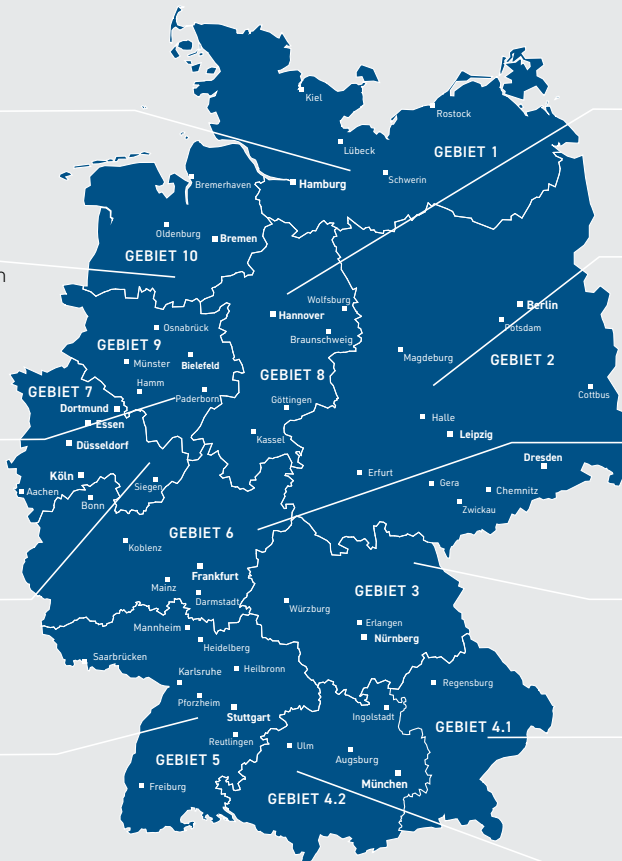 Kiel
Rostock
Lübeck
GEBIET 1
Schwerin
Hamburg
Bremerhaven
Oldenburg
Bremen
GEBIET 10
n
Wolfsburg
Hannover
Berlin
Potsdam
Osnabrück
Braunschweig
GEBIET 9
Magdeburg
GEBIET 2
Münster
Bielefeld
GEBIET 8
Hamm
GEBIET 7
Paderborn
Göttingen
Cottbus
Dortmund
Halle
Essen
Leipzig
Düsseldorf
Kassel
Dresden
Köln
Erfurt
Aachen
Siegen
Gera
Chemnitz
Bonn
Zwickau
GEBIET 6
Koblenz
Frankfurt
Mainz
GEBIET 3
Darmstadt
Würzburg
Mannheim
Erlangen
Heidelberg
Nürnberg
Saarbrücken
Karlsruhe
Heilbronn
Regensburg
Pforzheim
Stuttgart
Ingolstadt
GEBIET 4.1
Reutlingen
Ulm
GEBIET 5
Augsburg
Freiburg
München
GEBIET 4.2